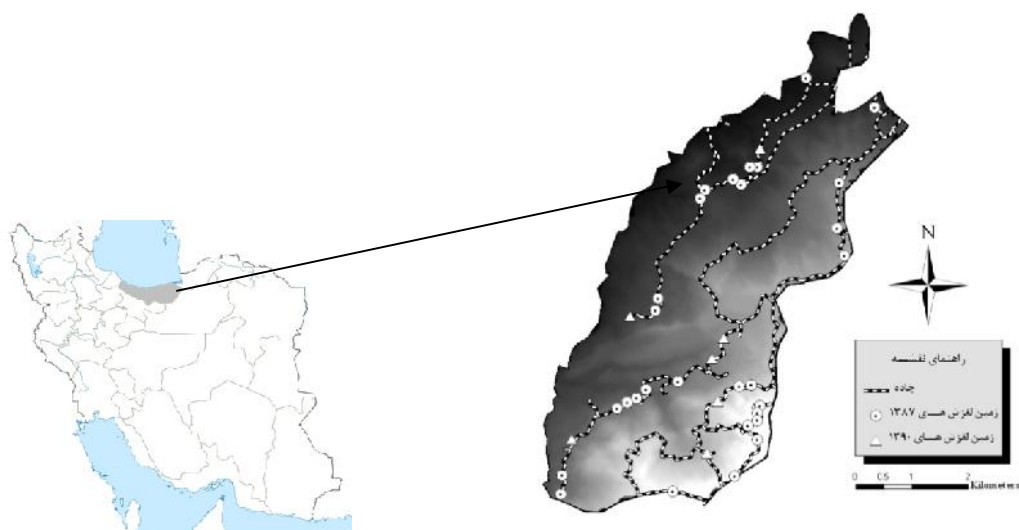 N
راهنمای نقشه
جاده
زمین لغزش های ۱۳۸۷
زمین لغزش های ۱۳۹۰
0 0.5 1 2
Kilometers